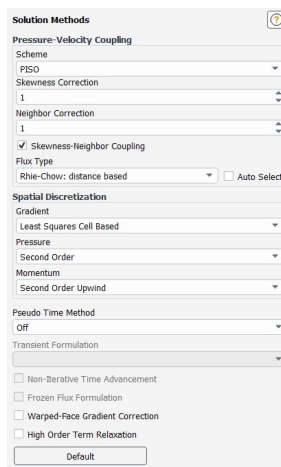 Solution Methods
Pressure-Velocity Coupling
Scheme
PISO
Skewness Correction
1
Neighbor Correction
1
Skewness-Neighbor Coupling
Flux Type
Rhie-Chow: distance based Auto Select
Spatial Discretization
Gradient
Least Squares Cell Based
Pressure
Second Order
Momentum
Second Order Upwind
Pseudo Time Method
Off
Transient Formulation
Non-Iterative Time Advancement
Frozen Flux Formulation
Warped-Face Gradient Correction
High Order Term Relaxation
Default